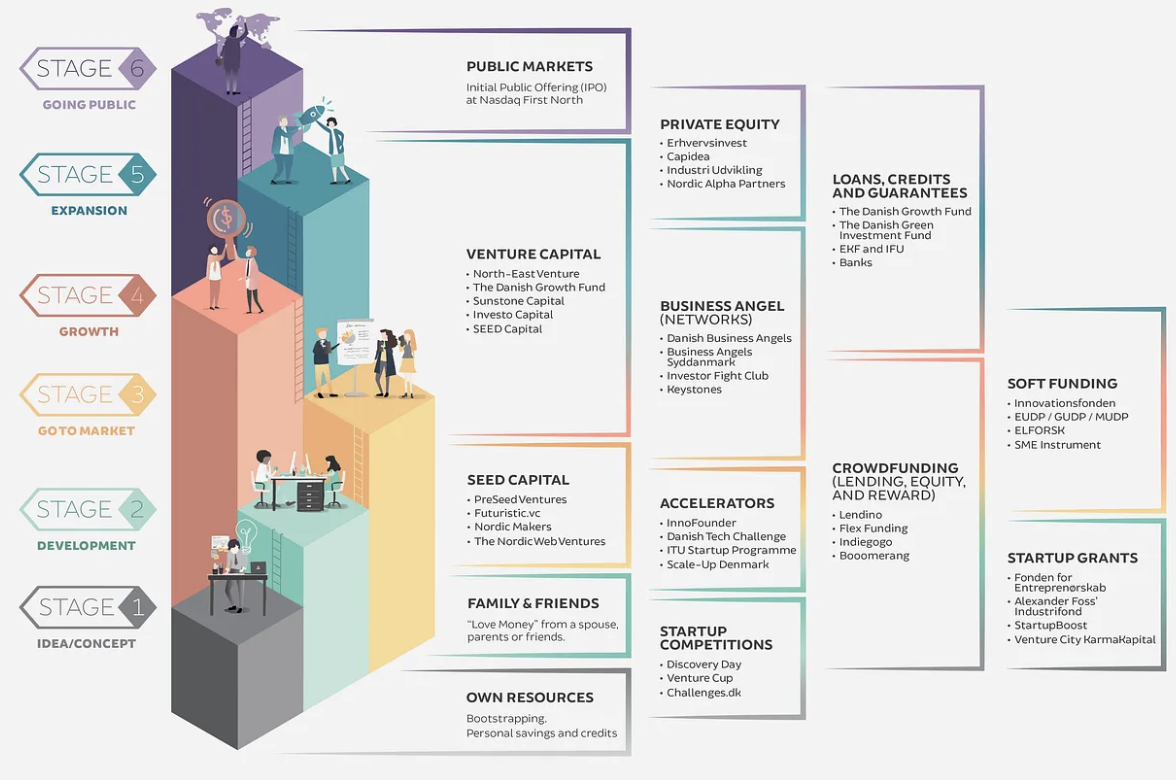 STAGE 6
GOING PUBLIC
STAGE 5
EXPANSION
STAGE 4
GROWTH
STAGE 3
GO TO MARKET
STAGE 2
DEVELOPMENT
STAGE 1
IDEA/CONCEPT
$
PUBLIC MARKETS
Initial Public Offering (IPO)
at Nasdaq First North
VENTURE CAPITAL
• North-East Venture
• The Danish Growth Fund
• Sunstone Capital
• Investo Capital
• SEED Capital
SEED CAPITAL
• PreSeed Ventures
• Futuristic.vc
• Nordic Makers
• The Nordic Web Ventures
FAMILY & FRIENDS
“Love Money” from a spouse,
parents or friends.
OWN RESOURCES
Bootstrapping,
Personal savings and credits
PRIVATE EQUITY
• Erhvervsinvest
• Capidea
• Industri Udvikling
• Nordic Alpha Partners
BUSINESS ANGEL
(NETWORKS)
• Danish Business Angels
• Business Angels
Syddanmark
• Investor Fight Club
• Keystones
ACCELERATORS
• InnoFounder
• Danish Tech Challenge
• ITU Startup Programme
• Scale-Up Denmark
STARTUP
COMPETITIONS
• Discovery Day
• Venture Cup
• Challenges.dk
LOANS, CREDITS
AND GUARANTEES
• The Danish Growth Fund
• The Danish Green
Investment Fund
• EKF and IFU
• Banks
CROWDFUNDING
(LENDING, EQUITY,
AND REWARD)
• Lendino
• Flex Funding
• Indiegogo
• Booomerang
SOFT FUNDING
• Innovationsfonden
• EUDP / GUDP / MUDP
• ELFORSK
• SME Instrument
STARTUP GRANTS
• Fonden for
Entreprenørskab
• Alexander Foss'
Industrifond
• StartupBoost
• Venture City KarmaKapital